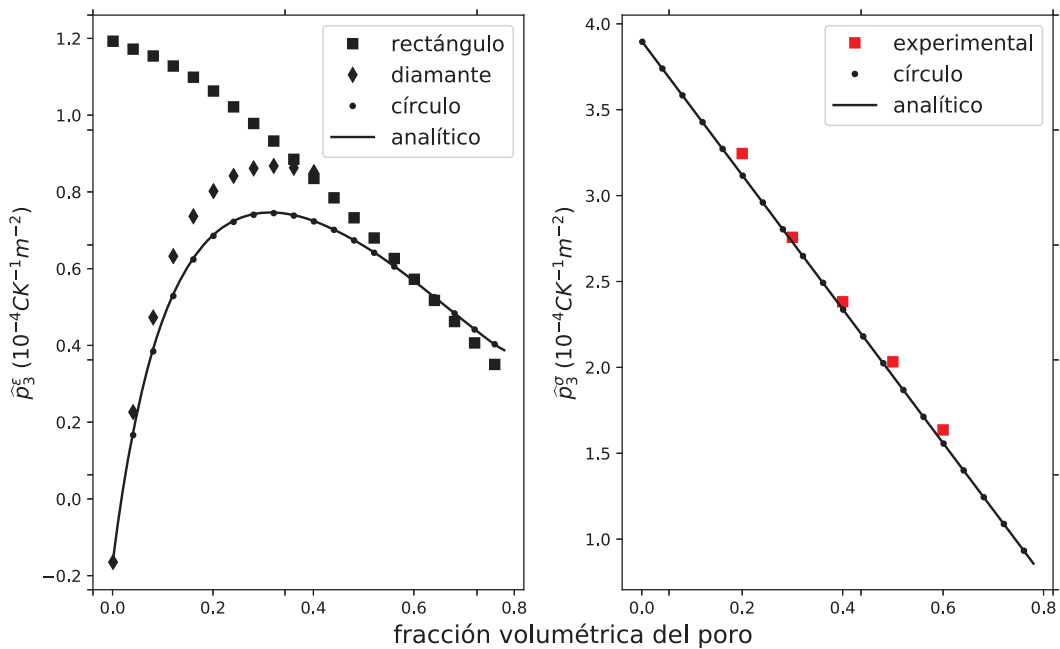 1.2
1.0
0.8
0.6
0.4
0.2
0.0
−0.2
0.0
0.2
0.4
0.6
0.8
p̂₃^ε (10⁻⁴CK⁻¹m⁻²)
rectángulo
diamante
círculo
analítico
4.0
3.5
3.0
2.5
2.0
1.5
1.0
0.0
0.2
0.4
0.6
0.8
p̂₃^σ (10⁻⁴CK⁻¹m⁻²)
experimental
círculo
analítico
fracción volumétrica del poro